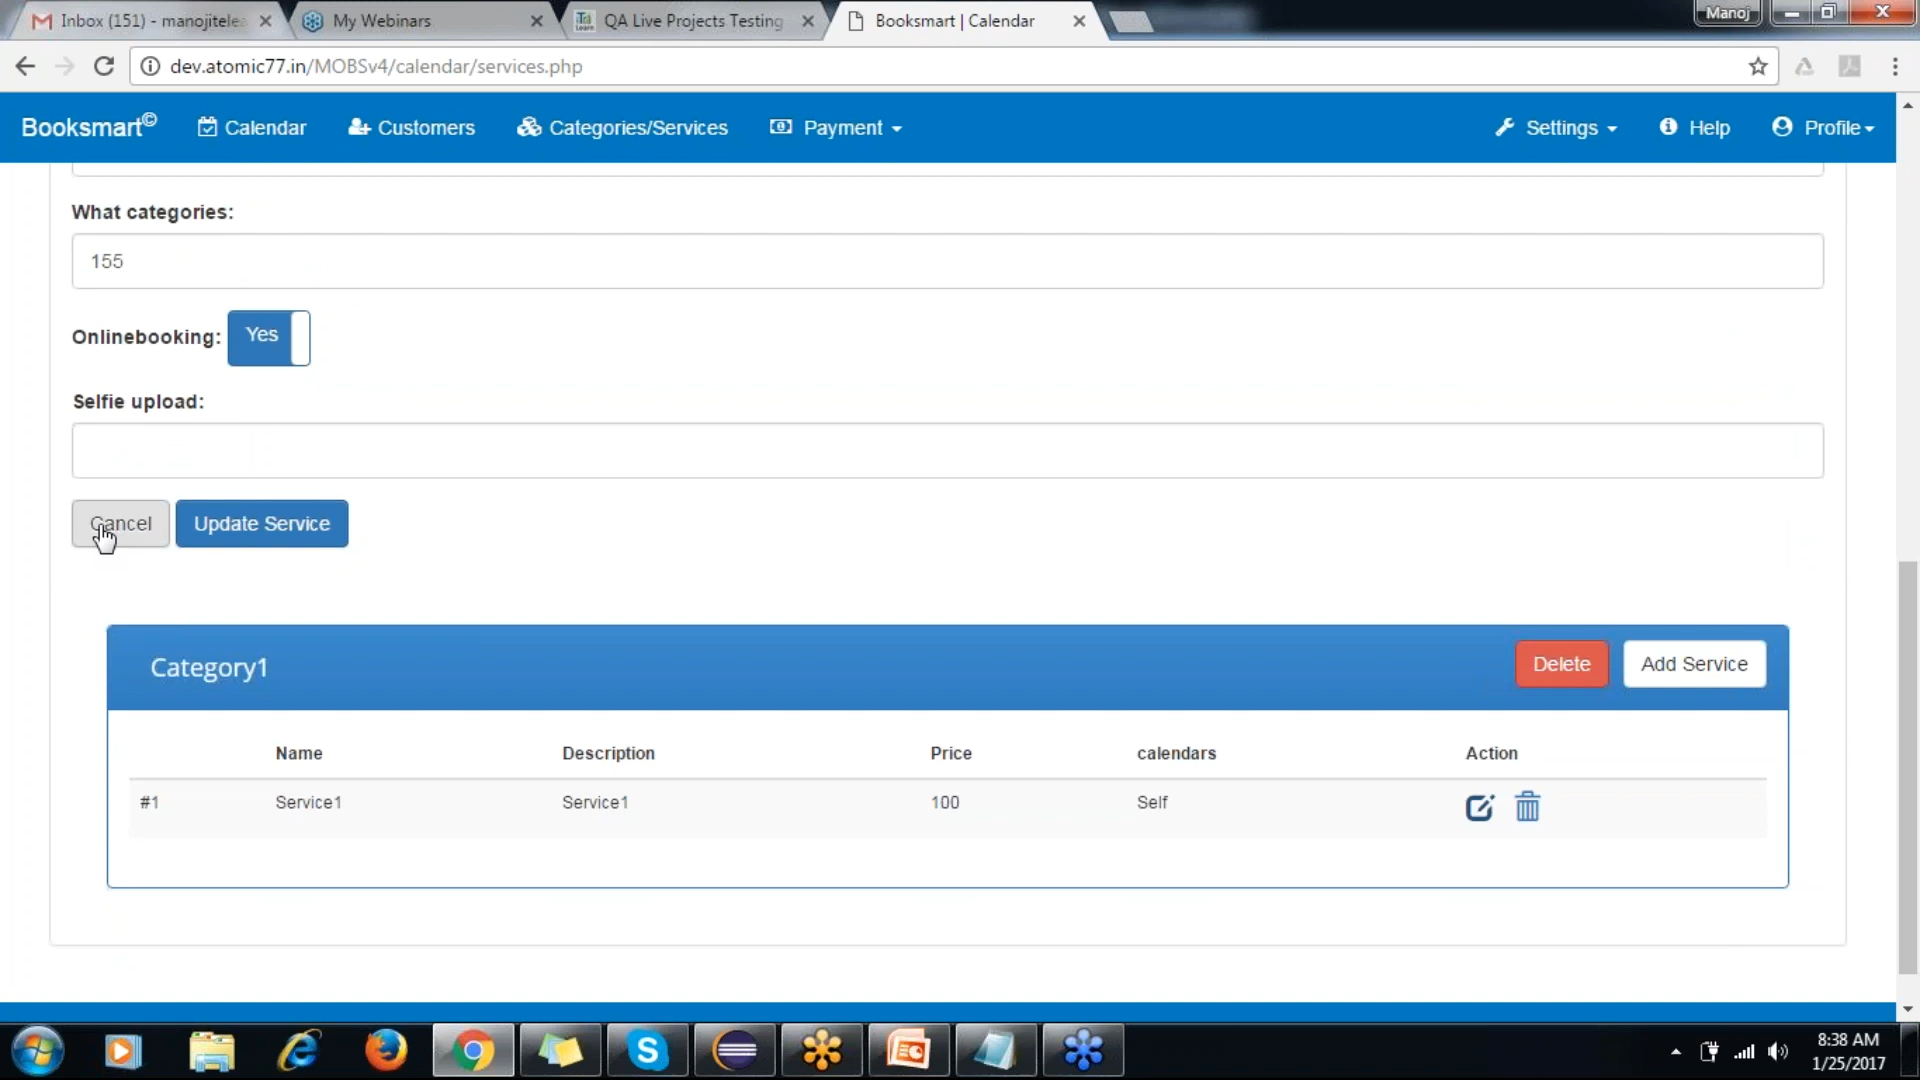 Inbox (151) - manojitelea
My Webinars
QA Live Projects Testing
Booksmart | Calendar
Manoj
dev.atomic77.in/MOBSv4/calendar/services.php
Booksmart©
Calendar
Customers
Categories/Services
Payment
Settings
Help
Profile
What categories:
155
Onlinebooking: Yes
Selfie upload:
Cancel
Update Service
Category1
Delete
Add Service
Name Description Price calendars Action
#1 Service1 Service1 100 Self
8:38 AM
1/25/2017